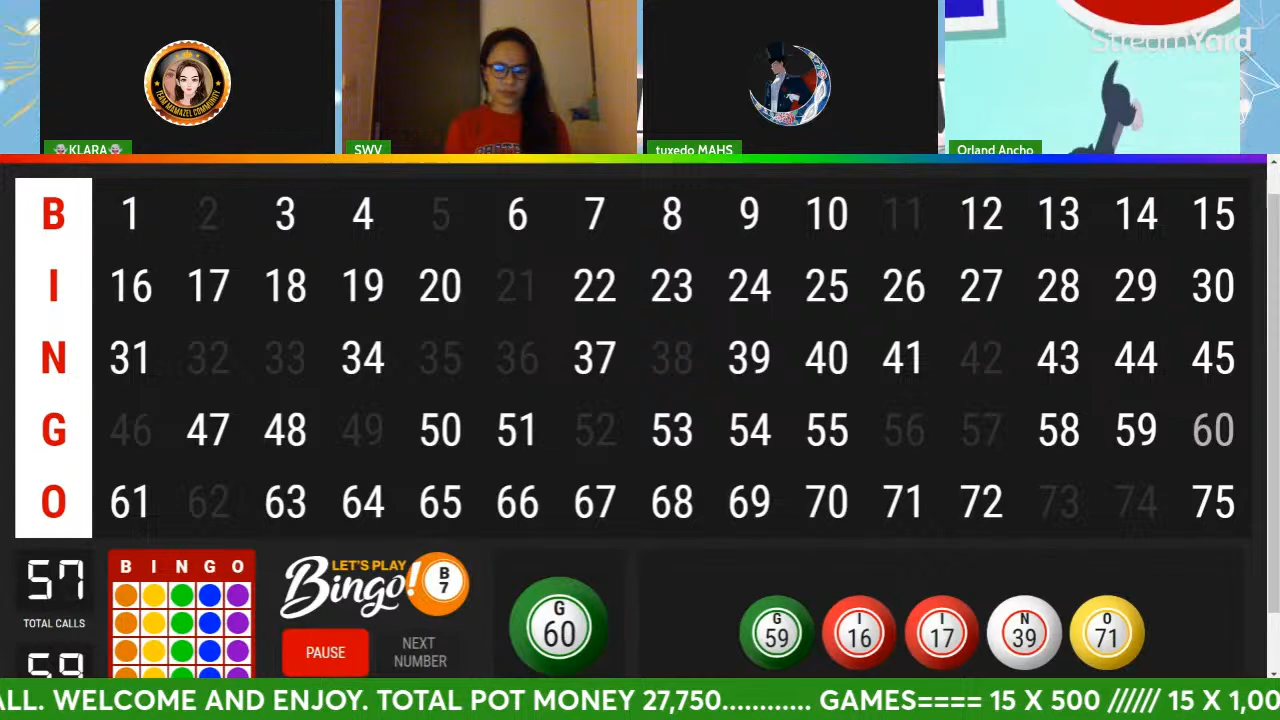 StreamYard
TEAM MAMAZEL COMMUNITY
👻KLARA👻
SWV
tuxedo MAHS
Orland Ancho
B 1 2 3 4 5 6 7 8 9 10 11 12 13 14 15
I 16 17 18 19 20 21 22 23 24 25 26 27 28 29 30
N 31 32 33 34 35 36 37 38 39 40 41 42 43 44 45
G 46 47 48 49 50 51 52 53 54 55 56 57 58 59 60
O 61 62 63 64 65 66 67 68 69 70 71 72 73 74 75
57
TOTAL CALLS
B I N G O
LET'S PLAY
Bingo!
B
7
PAUSE
NEXT
NUMBER
G
60
G
59
I
16
I
17
N
39
O
71
ALL. WELCOME AND ENJOY. TOTAL POT MONEY 27,750............ GAMES==== 15 X 500 ////// 15 X 1,00